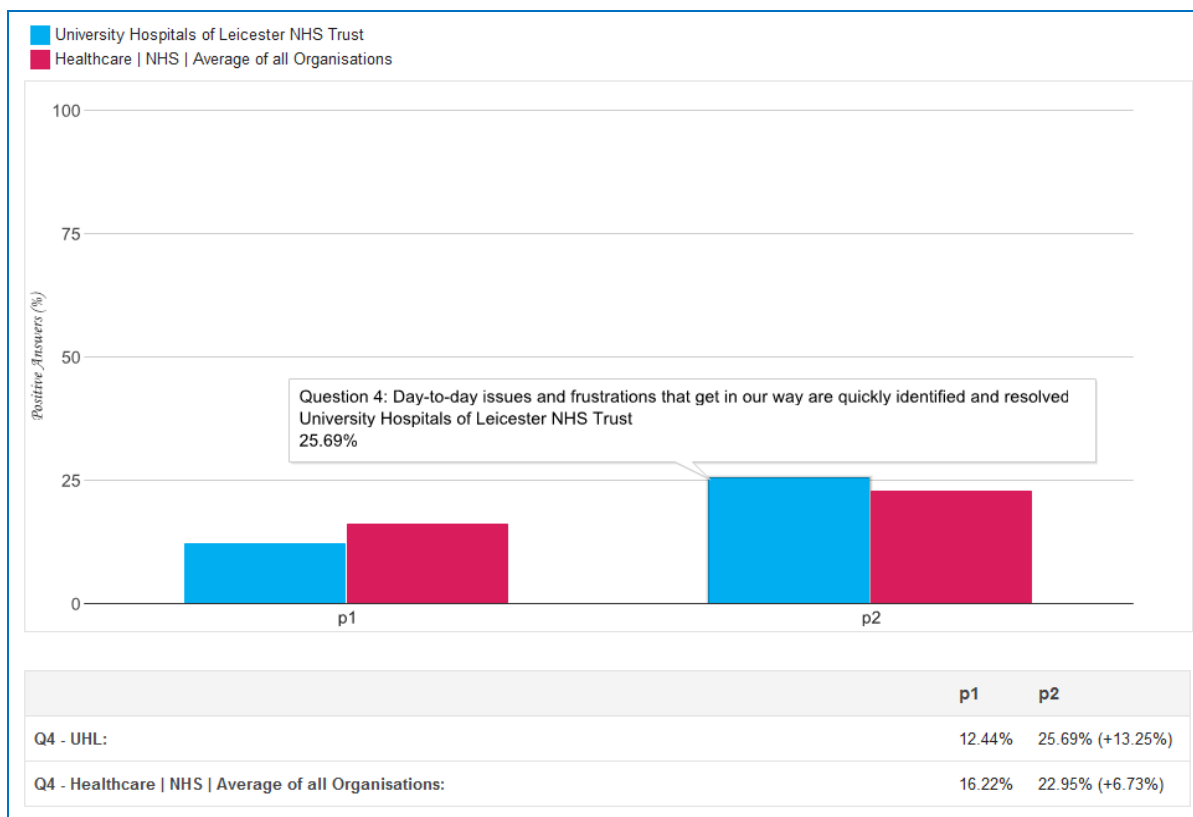 University Hospitals of Leicester NHS Trust
Healthcare | NHS | Average of all Organisations
100
75
50
25
0
Positive Answers (%)
Question 4: Day-to-day issues and frustrations that get in our way are quickly identified and resolved
University Hospitals of Leicester NHS Trust
25.69%
p1 p2
p1 p2
Q4 - UHL: 12.44% 25.69% (+13.25%)
Q4 - Healthcare | NHS | Average of all Organisations: 16.22% 22.95% (+6.73%)